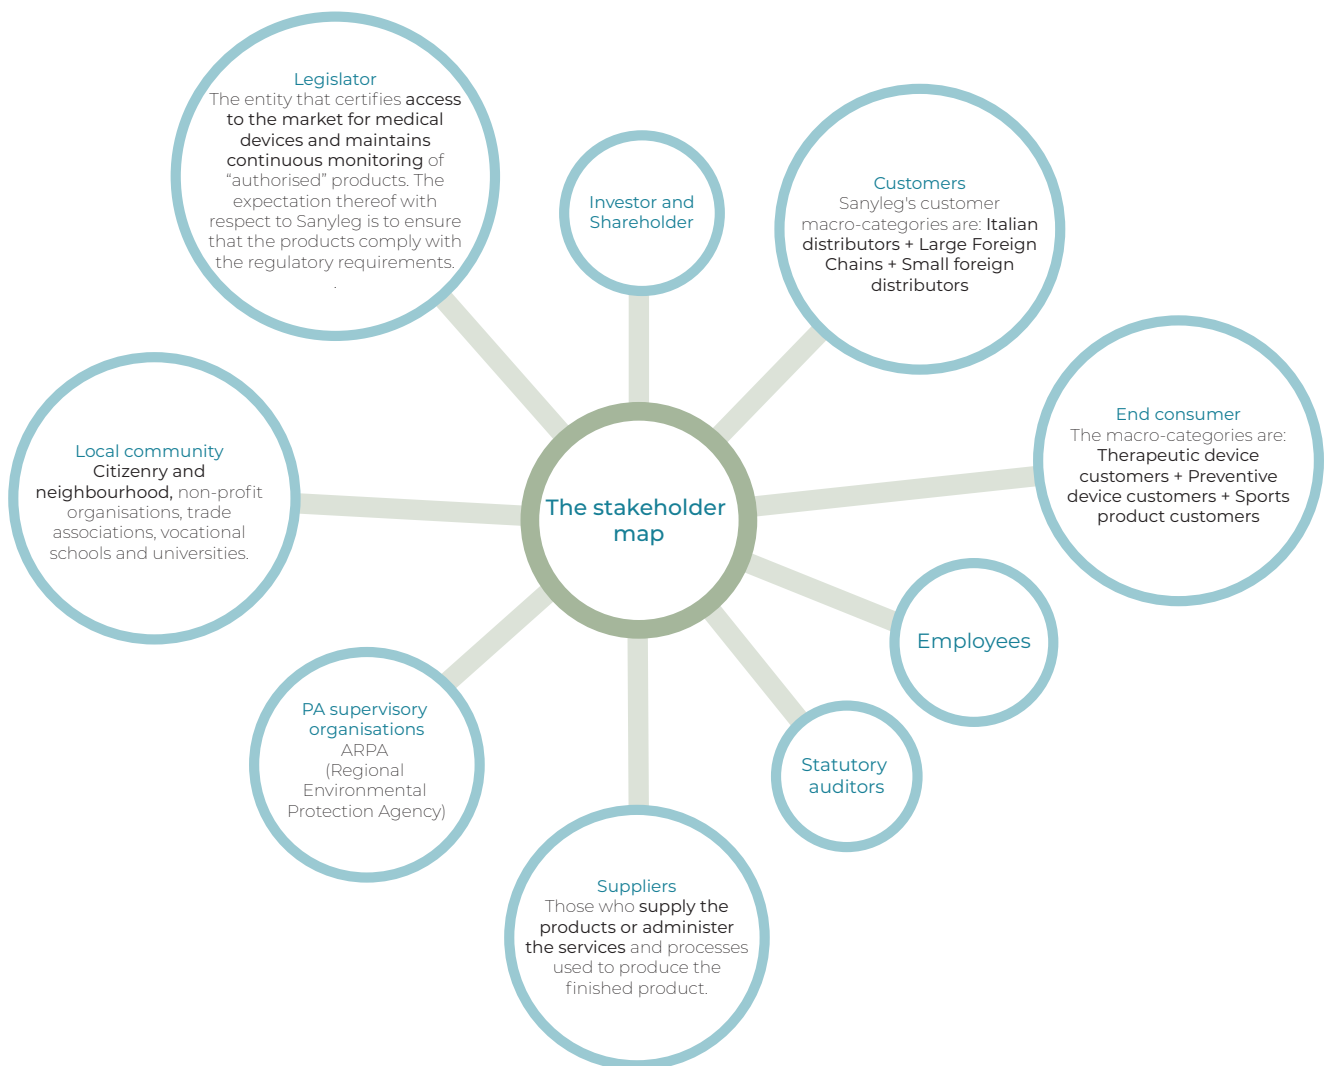 Legislator
The entity that certifies access
to the market for medical
devices and maintains
continuous monitoring of
“authorised” products. The
expectation thereof with
respect to Sanyleg is to ensure
that the products comply with
the regulatory requirements.
.
Investor and
Shareholder
Customers
Sanyleg's customer
macro-categories are: Italian
distributors + Large Foreign
Chains + Small foreign
distributors
End consumer
The macro-categories are:
Therapeutic device
customers + Preventive
device customers + Sports
product customers
Local community
Citizenry and
neighbourhood, non-profit
organisations, trade
associations, vocational
schools and universities.
The stakeholder
map
Employees
PA supervisory
organisations
ARPA
(Regional
Environmental
Protection Agency)
Statutory
auditors
Suppliers
Those who supply the
products or administer
the services and processes
used to produce the
finished product.